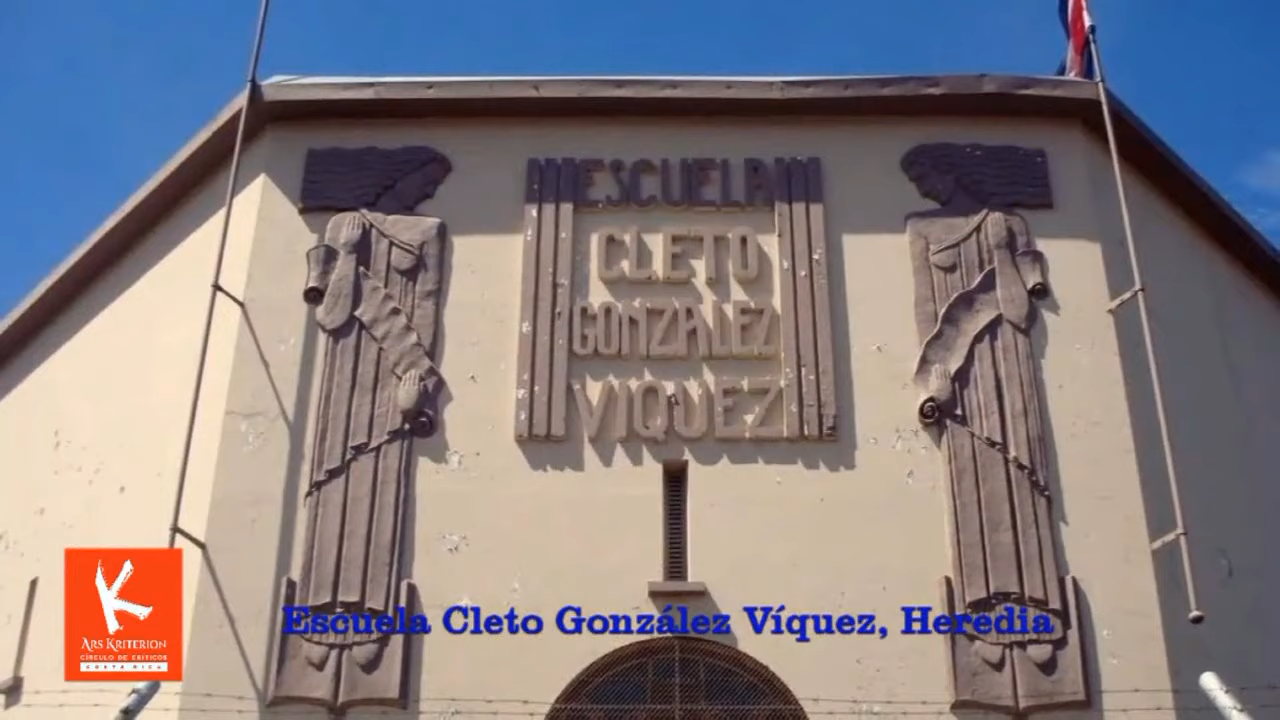 ESCUELA
CLETO
GONZALEZ
VIQUEZ
Escuela Cleto González Víquez, Heredia
K
ARS KRITERION
CÍRCULO DE CRÍTICOS
COSTA RICA